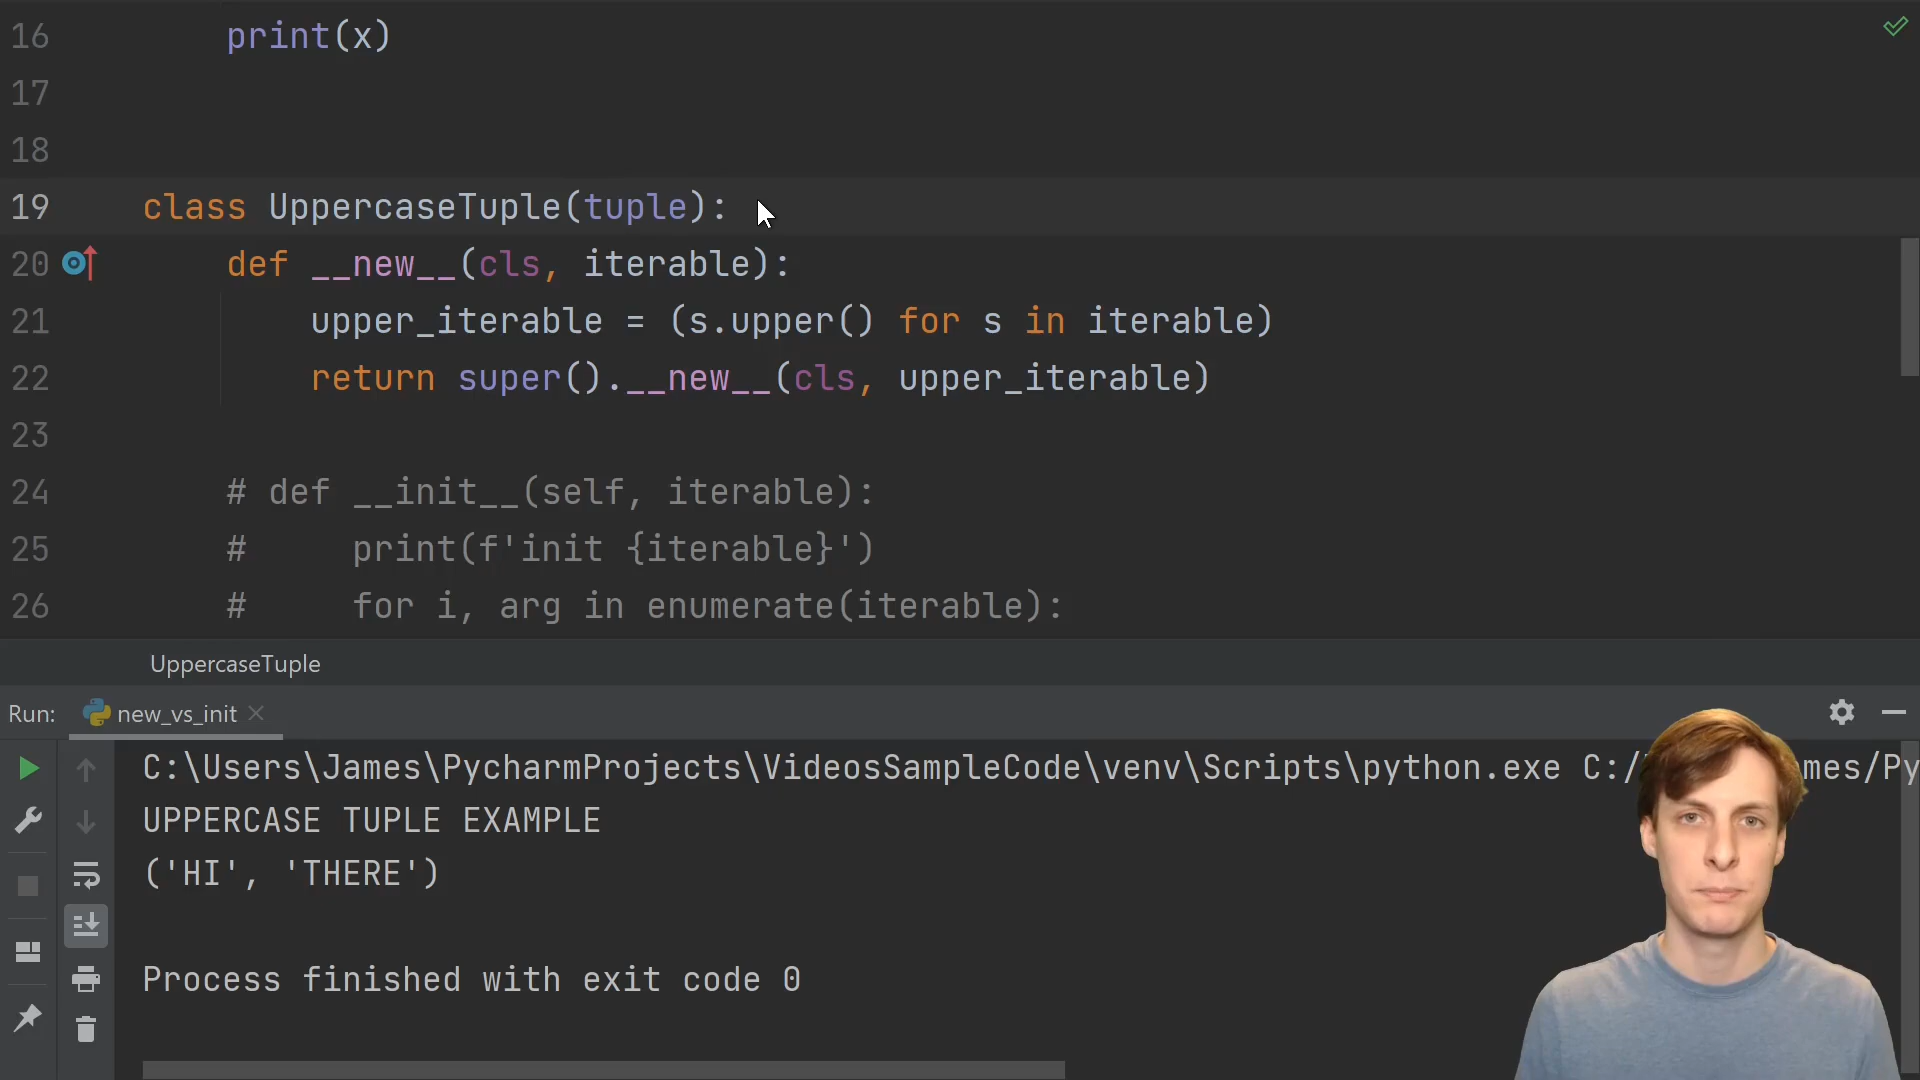 16 print(x)
17
18
19 class UppercaseTuple(tuple):
20 def __new__(cls, iterable):
21 upper_iterable = (s.upper() for s in iterable)
22 return super().__new__(cls, upper_iterable)
23
24 # def __init__(self, iterable):
25 # print(f'init {iterable}')
26 # for i, arg in enumerate(iterable):
UppercaseTuple
Run: new_vs_init
C:\Users\James\PycharmProjects\VideosSampleCode\venv\Scripts\python.exe C:/
UPPERCASE TUPLE EXAMPLE
('HI', 'THERE')
Process finished with exit code 0